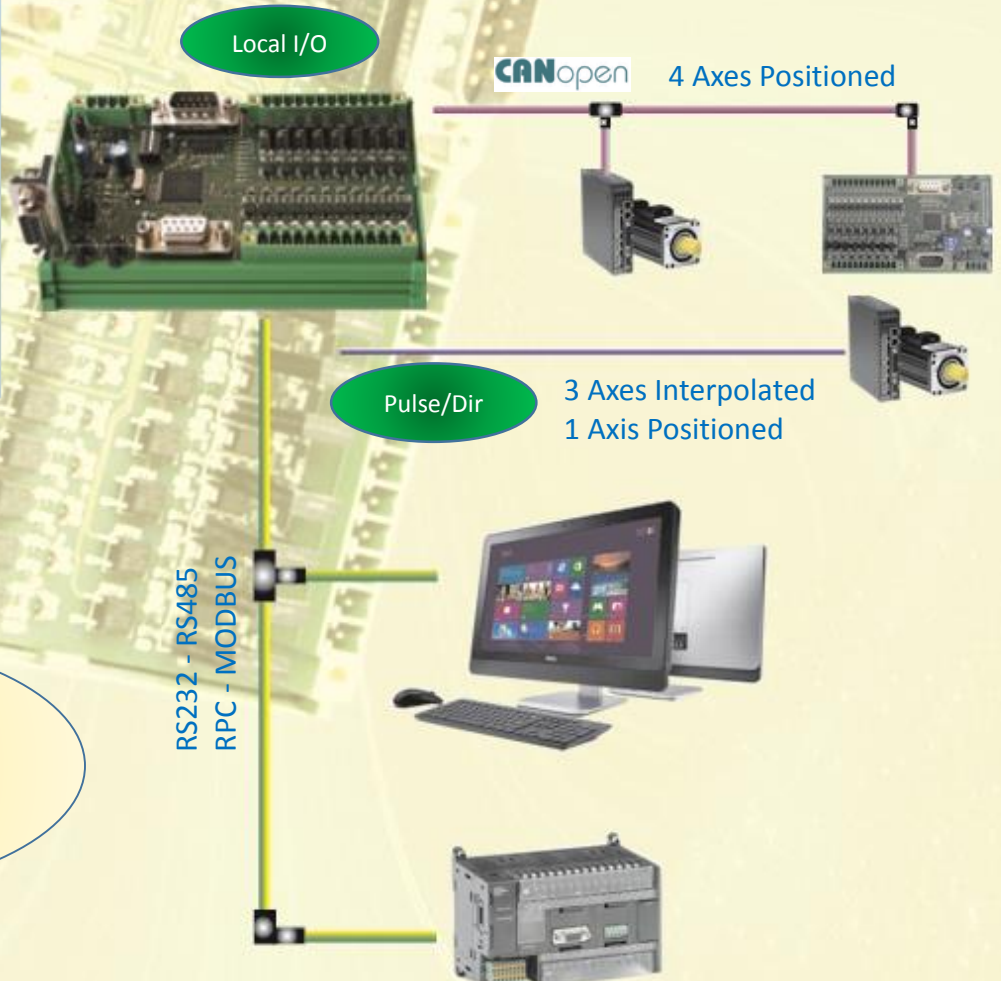 Local I/O
CANopen
4 Axes Positioned
Pulse/Dir
3 Axes Interpolated
1 Axis Positioned
RS232 - RS485
RPC - MODBUS